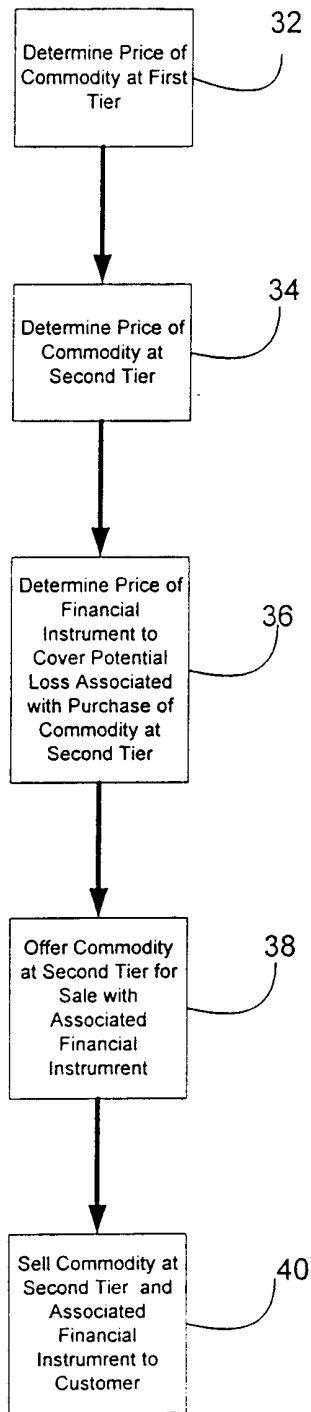 Determine Price of
Commodity at First
Tier
32
Determine Price of
Commodity at
Second Tier
34
Determine Price of
Financial
Instrument to
Cover Potential
Loss Associated
with Purchase of
Commodity at
Second Tier
36
Offer Commodity
at Second Tier for
Sale with
Associated
Financial
Instrumrent
38
Sell Commodity at
Second Tier and
Associated
Financial
Instrumrent to
Customer
40